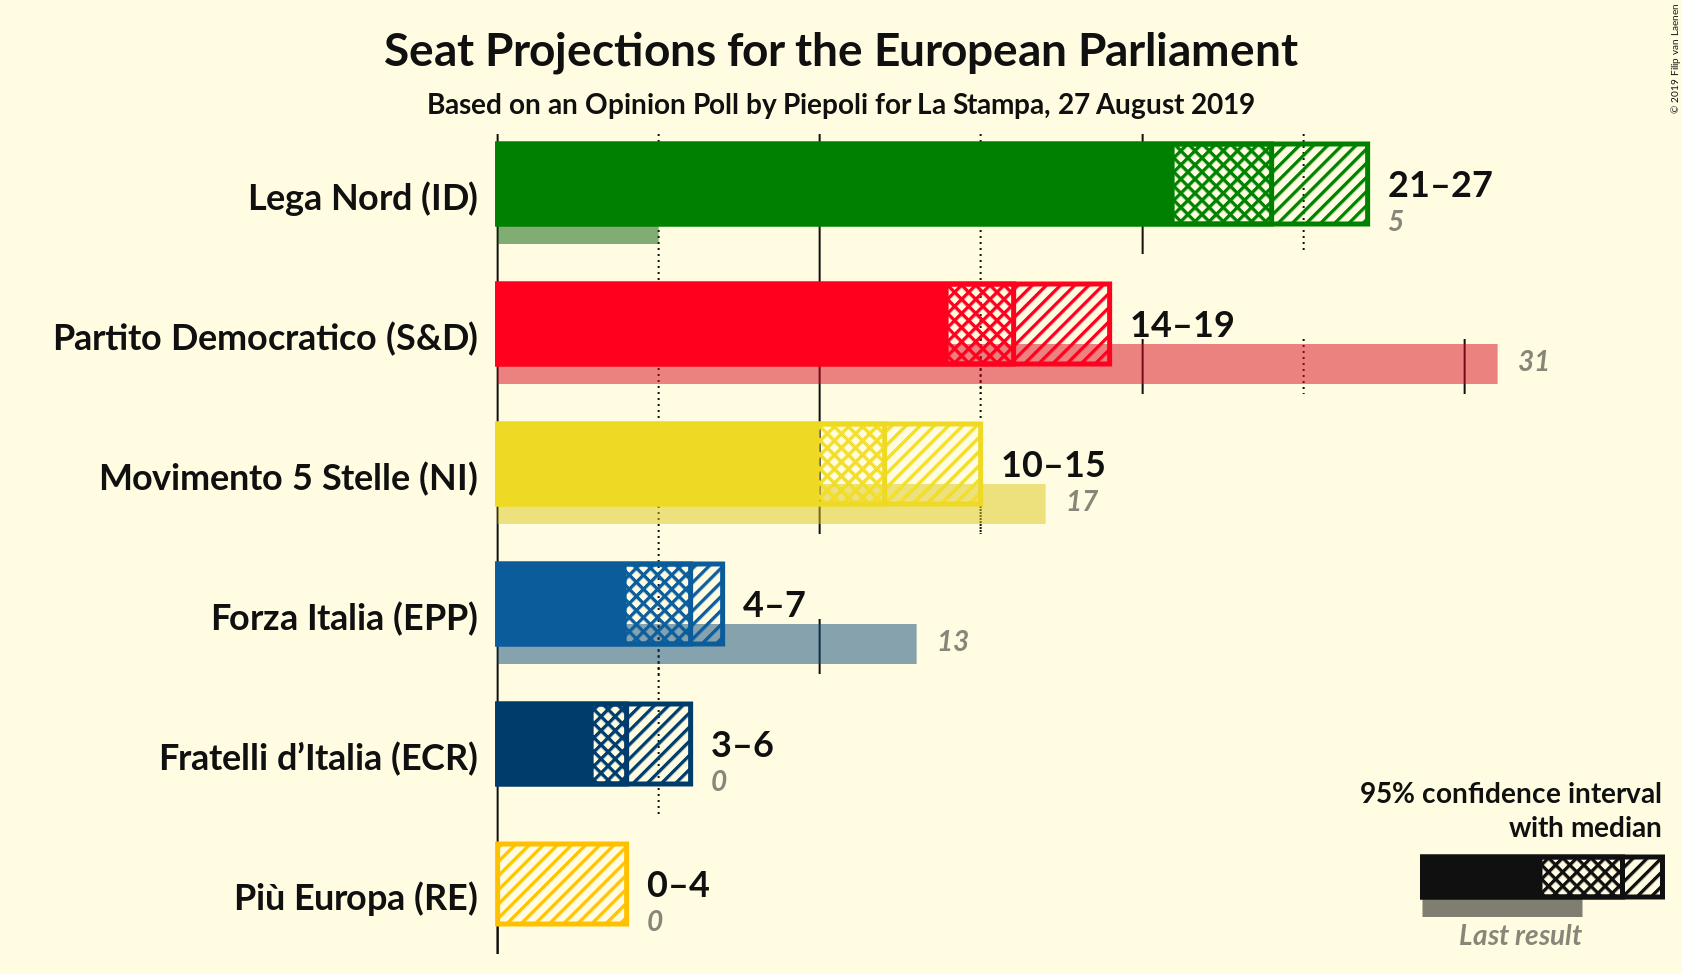 Seat Projections for the European Parliament
Based on an Opinion Poll by Piepoli for La Stampa, 27 August 2019
© 2019 Filip van Laenen
Lega Nord (ID)
21–27
5
Partito Democratico (S&D)
14–19
31
Movimento 5 Stelle (NI)
10–15
17
Forza Italia (EPP)
4–7
13
Fratelli d’Italia (ECR)
3–6
0
Più Europa (RE)
0–4
0
95% confidence interval
with median
Last result